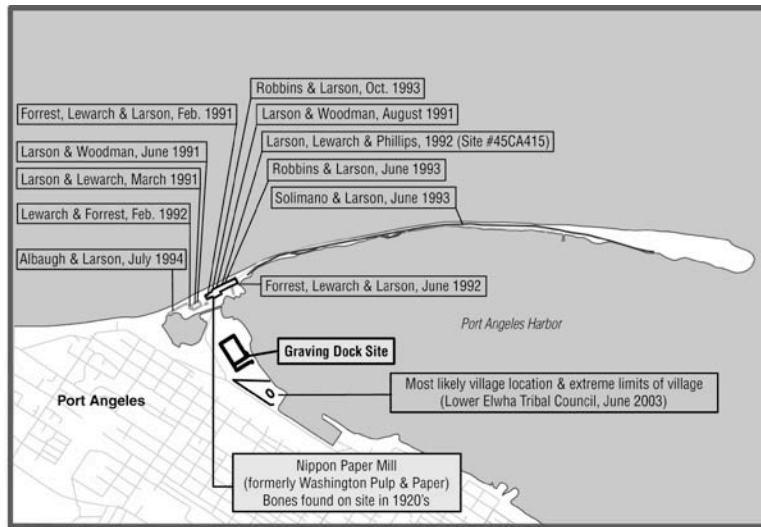 Robbins & Larson, Oct. 1993
Forrest, Lewarch & Larson, Feb. 1991
Larson & Woodman, August 1991
Larson, Lewarch & Phillips, 1992 (Site #45CA415)
Larson & Woodman, June 1991
Robbins & Larson, June 1993
Larson & Lewarch, March 1991
Solimano & Larson, June 1993
Lewarch & Forrest, Feb. 1992
Albaugh & Larson, July 1994
Forrest, Lewarch & Larson, June 1992
Port Angeles Harbor
Graving Dock Site
Most likely village location & extreme limits of village
(Lower Elwha Tribal Council, June 2003)
Port Angeles
Nippon Paper Mill
(formerly Washington Pulp & Paper)
Bones found on site in 1920's